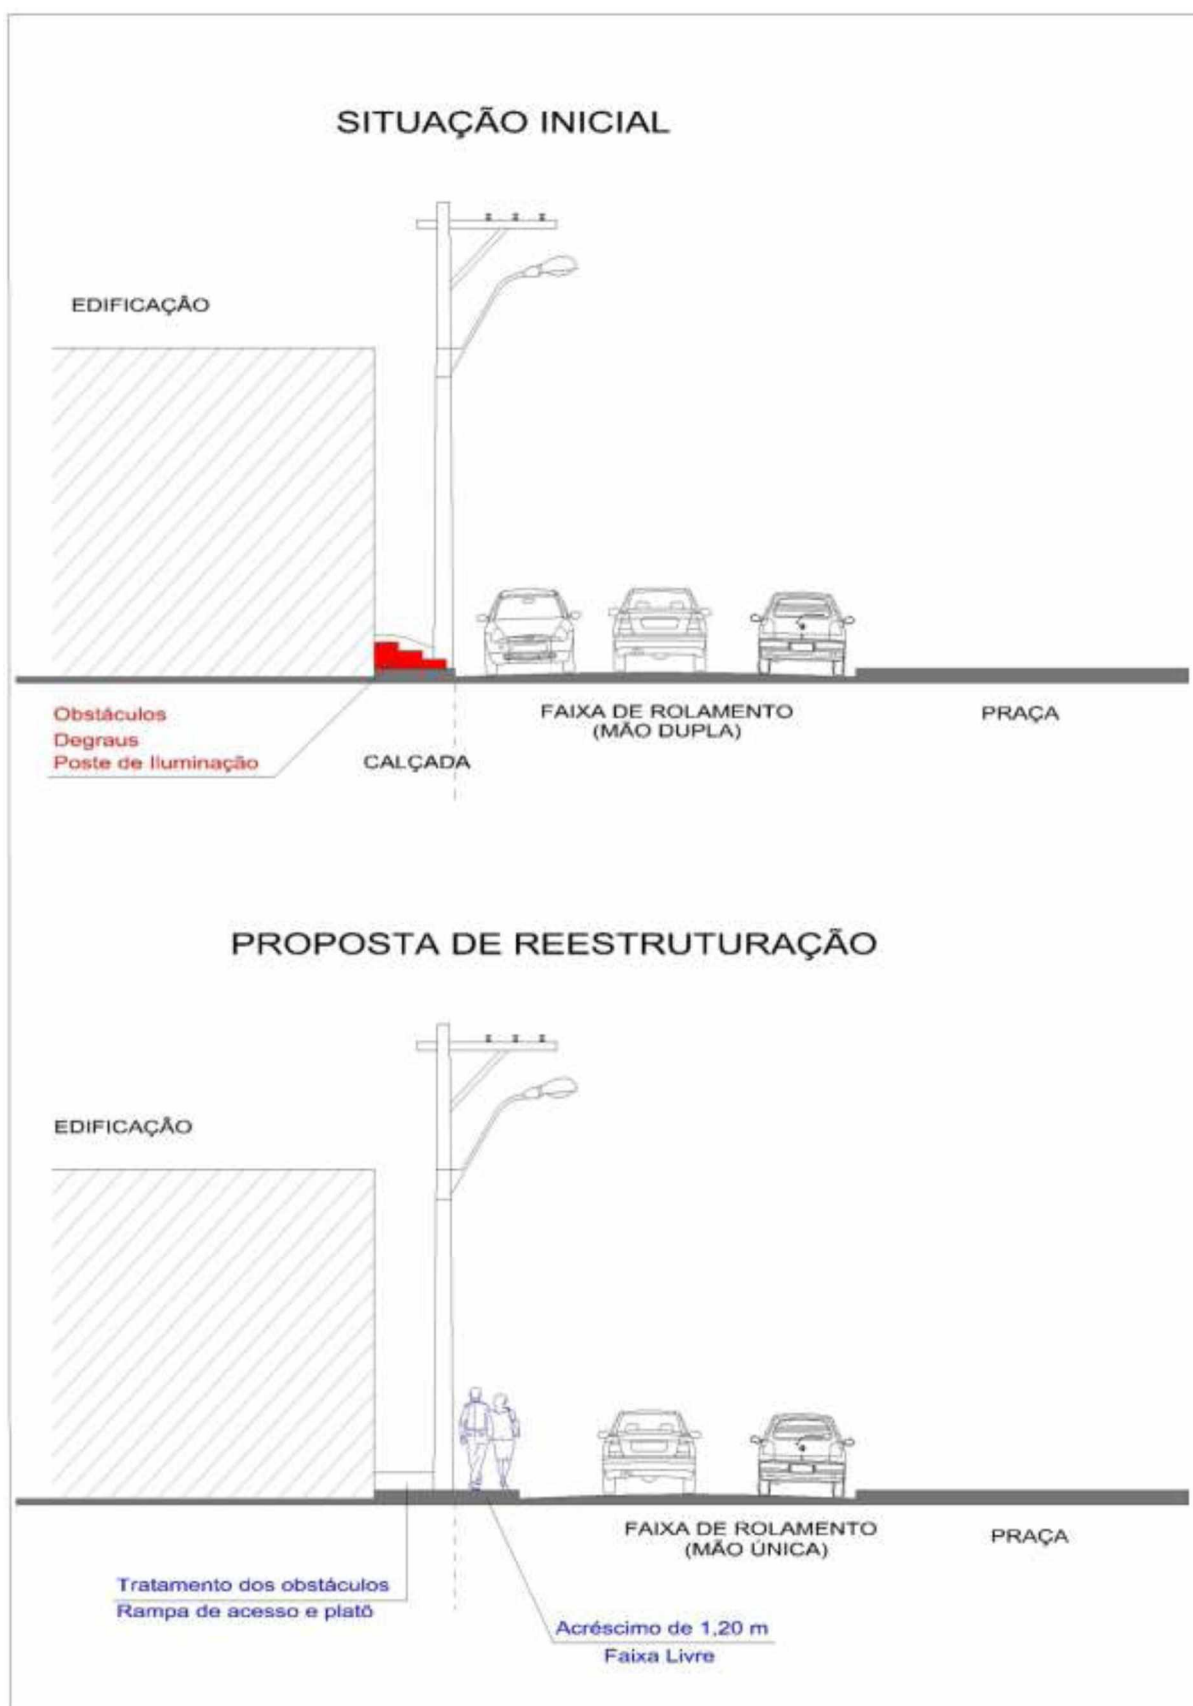 SITUAÇÃO INICIAL
EDIFICAÇÃO
Obstáculos
Degraus
Poste de Iluminação
CALÇADA
FAIXA DE ROLAMENTO
(MÃO DUPLA)
PRAÇA
PROPOSTA DE REESTRUTURAÇÃO
EDIFICAÇÃO
FAIXA DE ROLAMENTO
(MÃO ÚNICA)
PRAÇA
Tratamento dos obstáculos
Rampa de acesso e platô
Acréscimo de 1,20 m
Faixa Livre